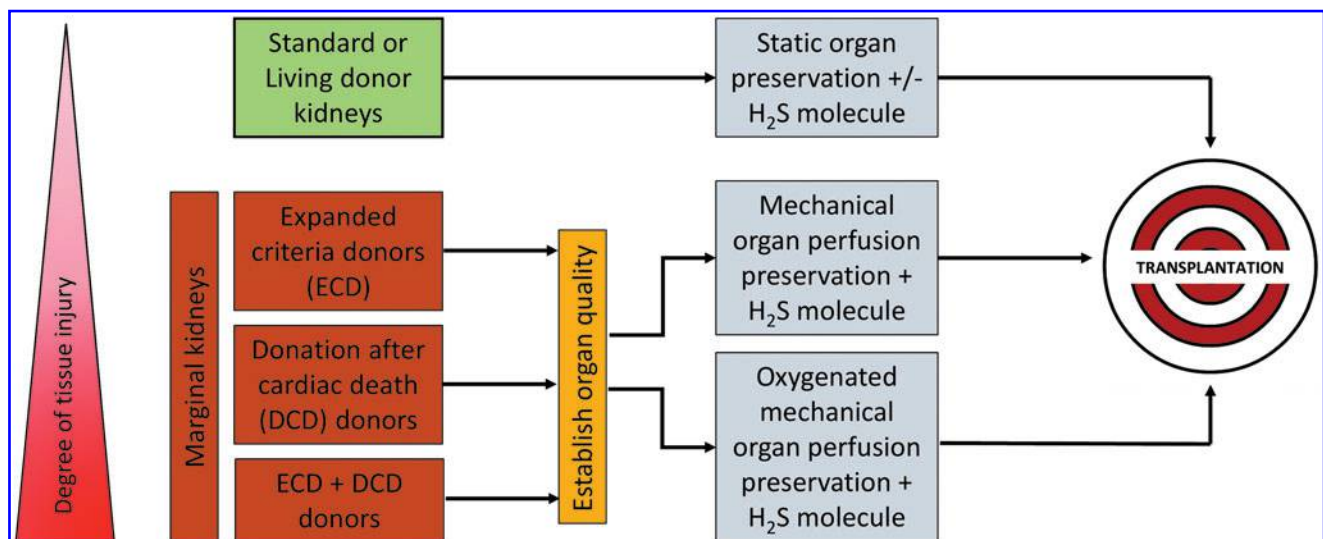 Degree of tissue injury
Standard or
Living donor
kidneys
Static organ
preservation +/-
H₂S molecule
Marginal kidneys
Expanded
criteria donors
(ECD)
Donation after
cardiac death
(DCD) donors
ECD + DCD
donors
Establish organ quality
Mechanical
organ perfusion
preservation +
H₂S molecule
Oxygenated
mechanical
organ perfusion
preservation +
H₂S molecule
TRANSPLANTATION